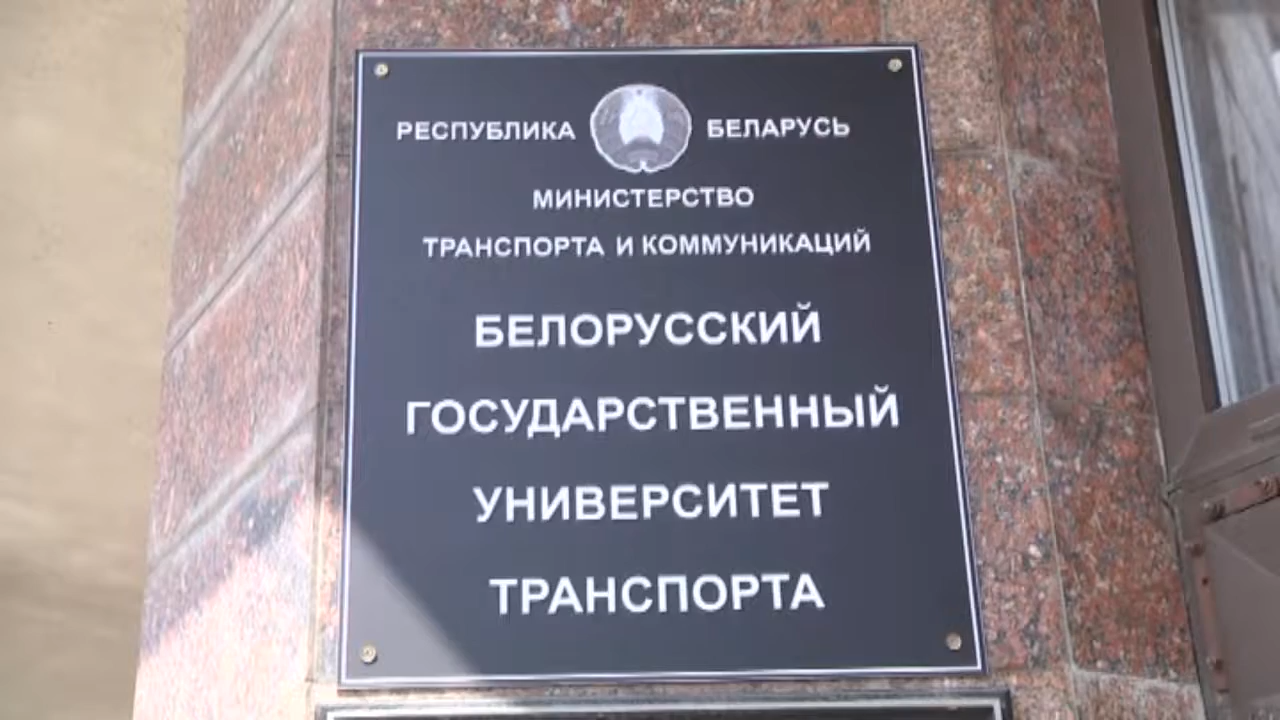 РЕСПУБЛИКА БЕЛАРУСЬ
МИНИСТЕРСТВО
ТРАНСПОРТА И КОММУНИКАЦИЙ
БЕЛОРУССКИЙ
ГОСУДАРСТВЕННЫЙ
УНИВЕРСИТЕТ
ТРАНСПОРТА